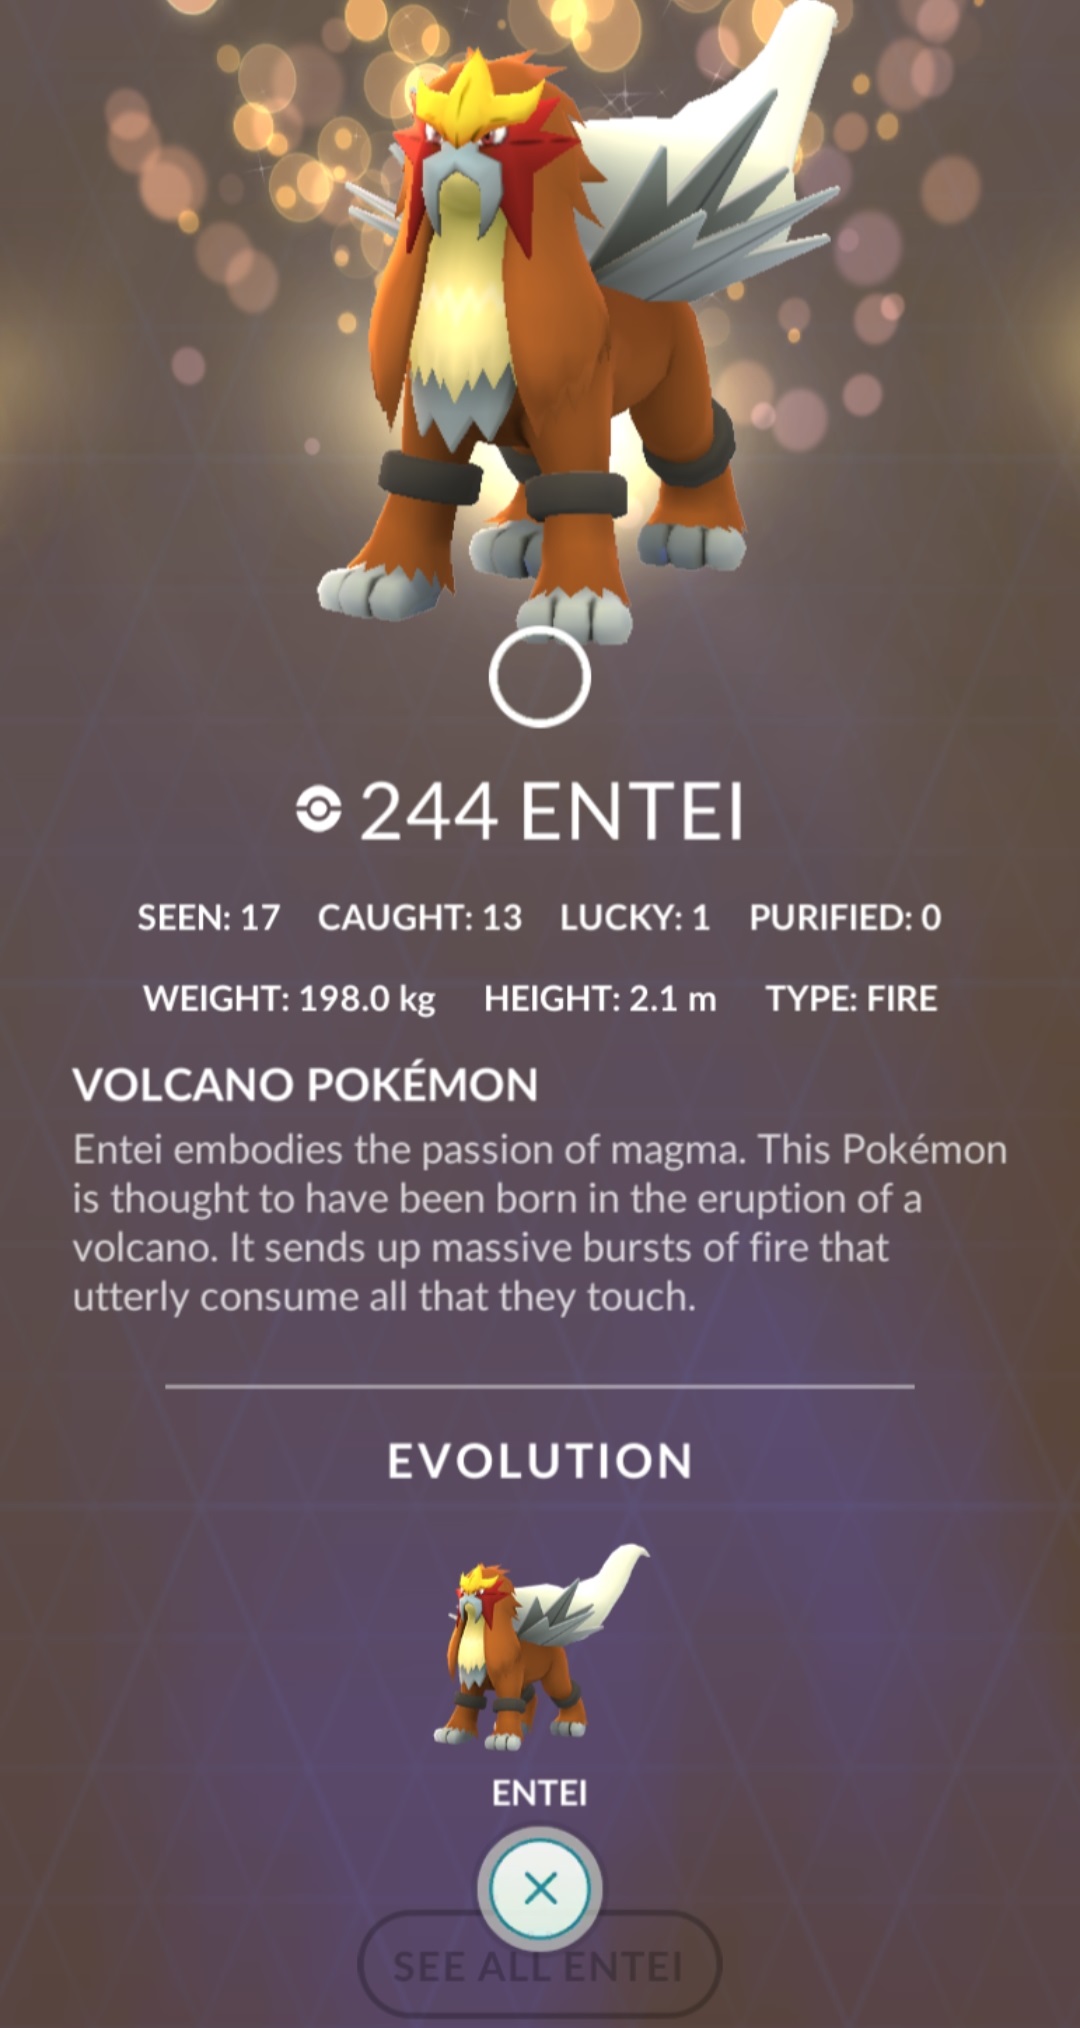 244 ENTEI
SEEN: 17 CAUGHT: 13 LUCKY: 1 PURIFIED: 0
WEIGHT: 198.0 kg HEIGHT: 2.1 m TYPE: FIRE
VOLCANO POKÉMON
Entei embodies the passion of magma. This Pokémon
is thought to have been born in the eruption of a
volcano. It sends up massive bursts of fire that
utterly consume all that they touch.
EVOLUTION
ENTEI
SEE ALL ENTEI